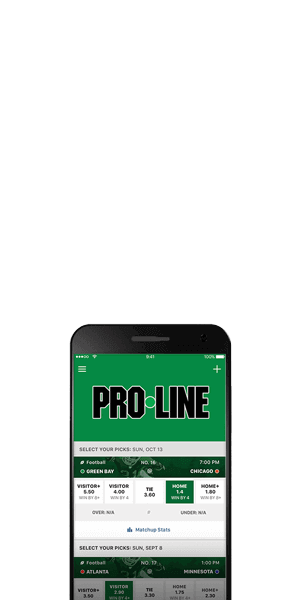 9:41 100%
PRO•LINE
SELECT YOUR PICKS: SUN, OCT 13
Football NO. 18 7:00 PM
GREEN BAY @ CHICAGO
VISITOR+ VISITOR TIE HOME HOME+
5.50 4.00 3.60 1.4 1.80
WIN BY 8+ WIN BY 4 WIN BY 4 WIN BY 8+
OVER: N/A UNDER: N/A
Matchup Stats
SELECT YOUR PICKS: SUN, SEPT 8
Football NO. 17 1:00 PM
ATLANTA @ MINNESOTA
VISITOR+ VISITOR TIE HOME HOME+
3.80 2.90 3.30 1.75 2.30